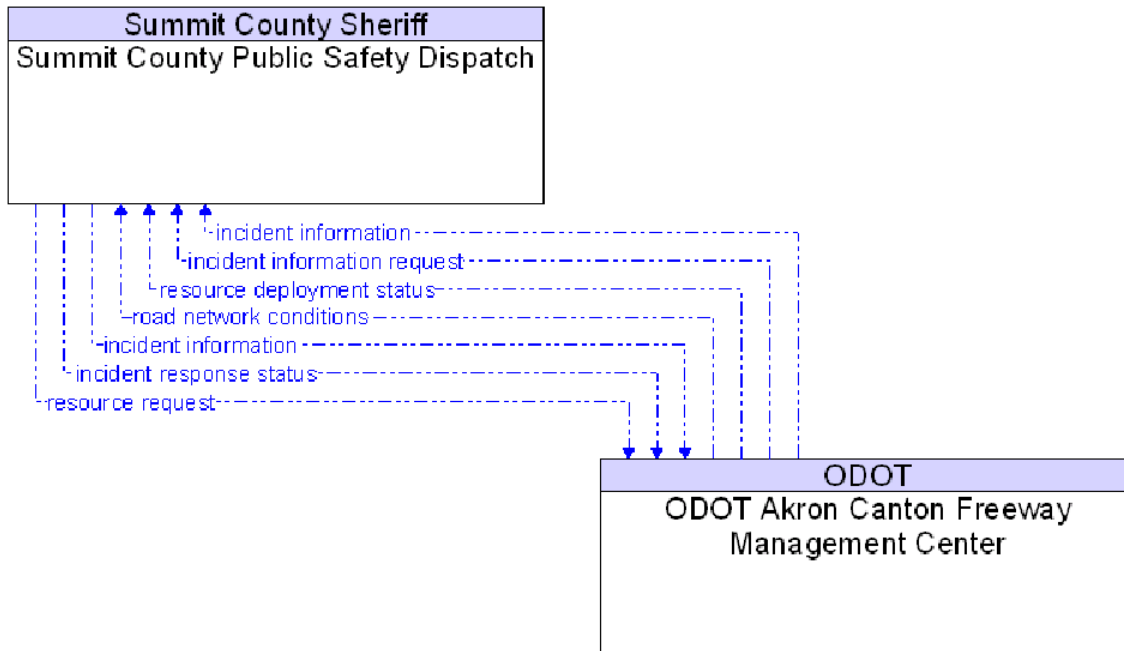 Summit County Sheriff
Summit County Public Safety Dispatch
incident information
incident information request
resource deployment status
road network conditions
incident information
incident response status
resource request
ODOT
ODOT Akron Canton Freeway
Management Center